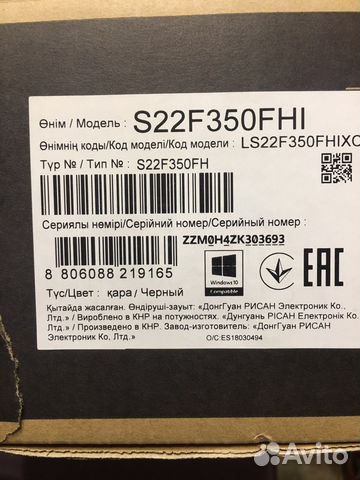 Өнім / Модель : S22F350FHI
Өнімнің коды/Код моделі/Код модели : LS22F350FHIXC
Түр № / Тип № : S22F350FH
Сериялы нөмірі/Серійний номер/Серийный номер :
ZZM0H4ZK303693
8 806088 219165
Windows 10
Compatible
EAC
Түс/Цвет : қара / Черный
Қытайда жасалған. Өндіруші-зауыт: «ДонгГуан РИСАН Электроник Ко.,
Лтд.» / Вироблено в КНР на потужностях. «Дунгуань РІСАН Електронік Ко.
Лтд.» / Произведено в КНР. Завод-изготовитель: «ДонгГуан РИСАН
Электроник Ко., Лтд.»
O/C:ES18030494
Avito